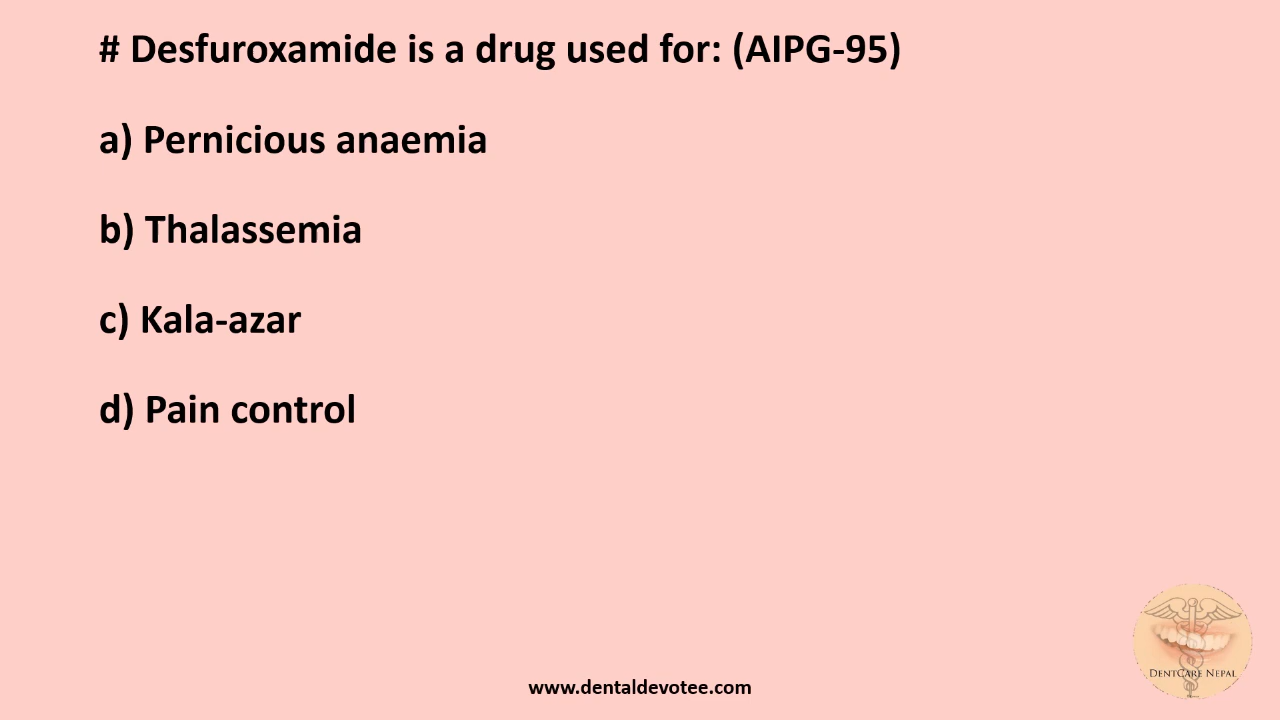 # Desfuroxamide is a drug used for: (AIPG-95)
a) Pernicious anaemia
b) Thalassemia
c) Kala-azar
d) Pain control
DentCare Nepal
www.dentaldevotee.com